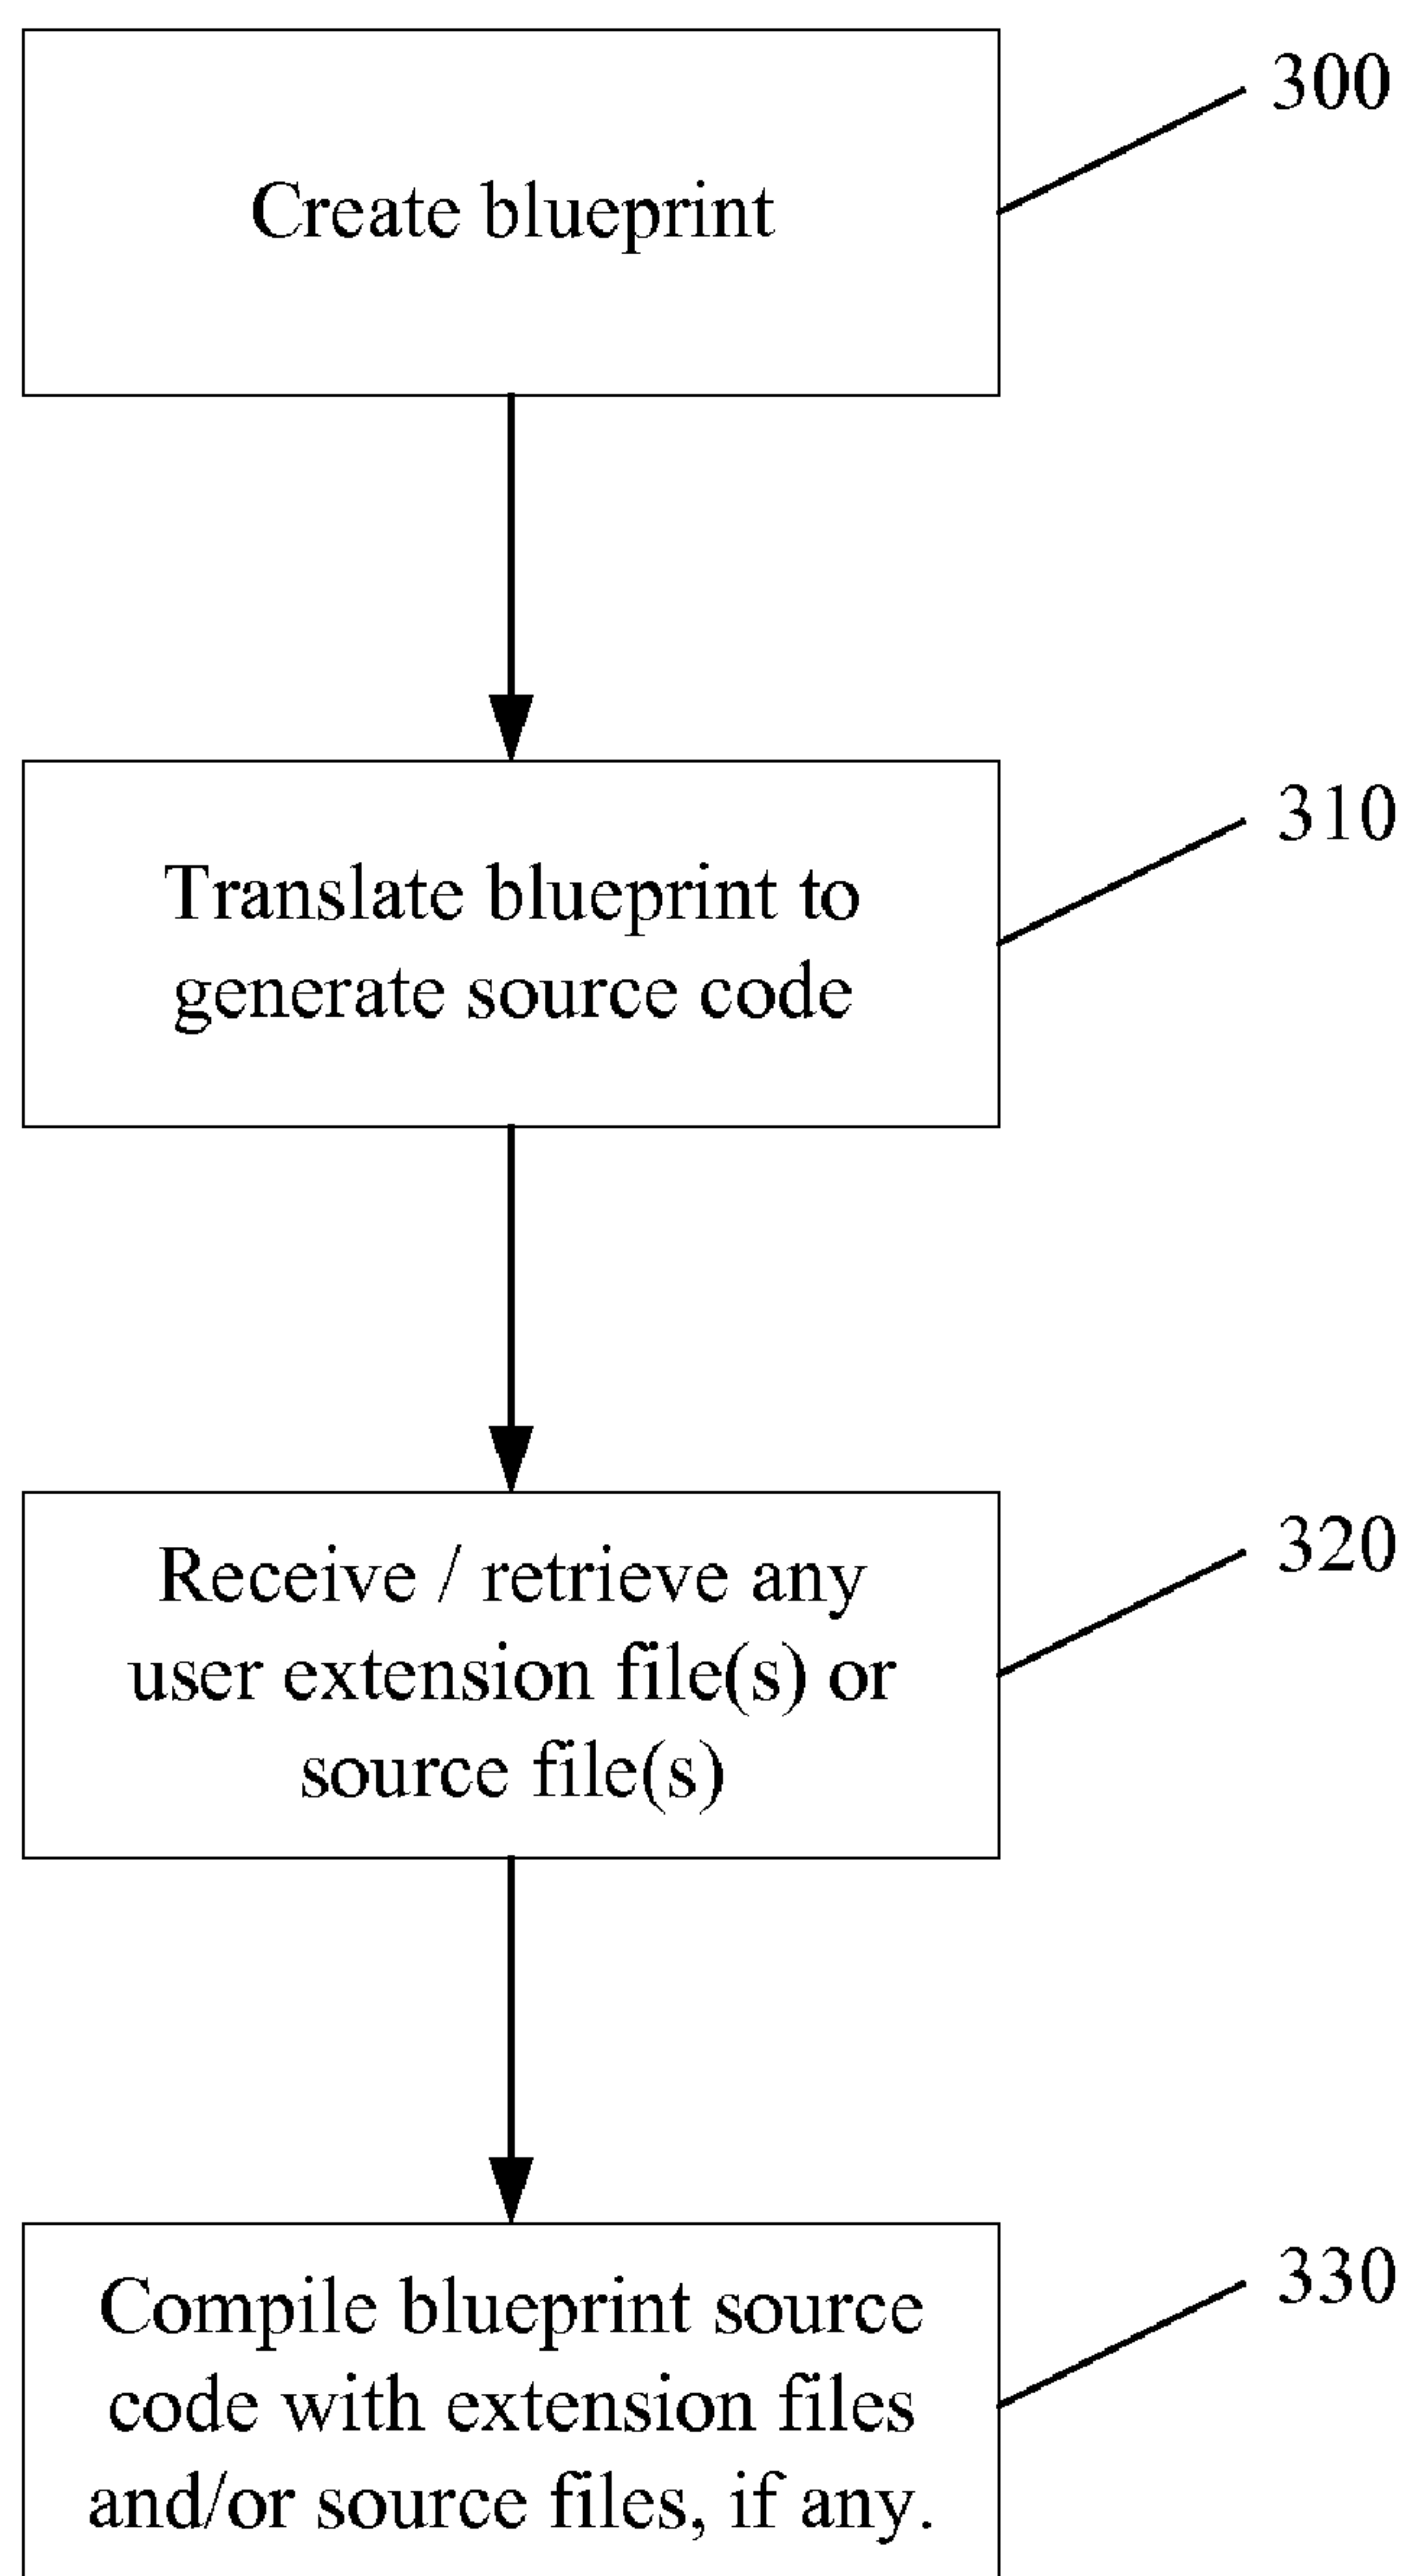 Create blueprint
300
Translate blueprint to
generate source code
310
Receive / retrieve any
user extension file(s) or
source file(s)
320
Compile blueprint source
code with extension files
and/or source files, if any.
330